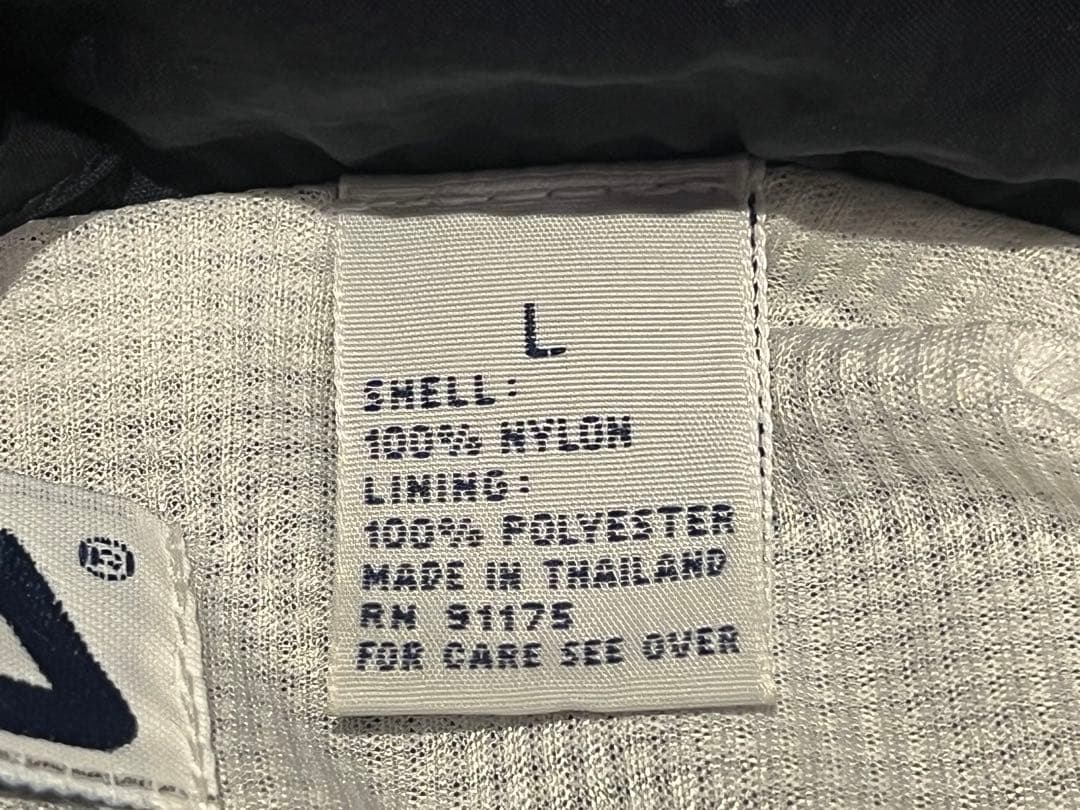 L
SHELL:
100% NYLON
LINING:
100% POLYESTER
MADE IN THAILAND
RN 91175
FOR CARE SEE OVER
®